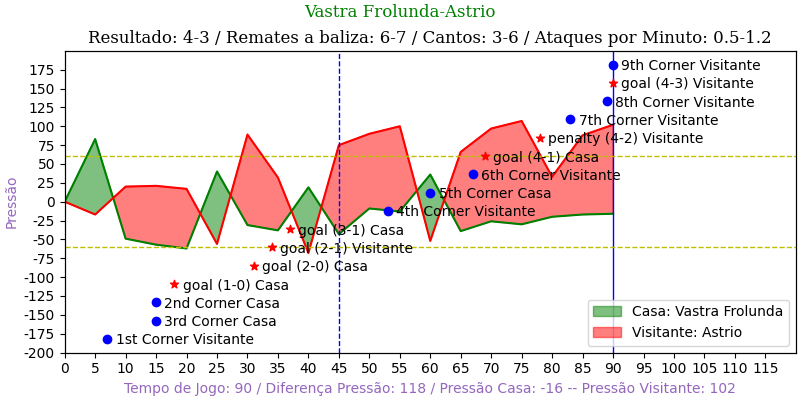 Vastra Frolunda-Astrio
Resultado: 4-3 / Remates a baliza: 6-7 / Cantos: 3-6 / Ataques por Minuto: 0.5-1.2
Pressão
175
150
125
100
75
50
25
0
-25
-50
-75
-100
-125
-150
-175
-200
9th Corner Visitante
goal (4-3) Visitante
8th Corner Visitante
7th Corner Visitante
penalty (4-2) Visitante
goal (4-1) Casa
6th Corner Visitante
5th Corner Casa
4th Corner Visitante
goal (3-1) Casa
goal (2-1) Visitante
goal (2-0) Casa
goal (1-0) Casa
2nd Corner Casa
3rd Corner Casa
1st Corner Visitante
Casa: Vastra Frolunda
Visitante: Astrio
0 5 10 15 20 25 30 35 40 45 50 55 60 65 70 75 80 85 90 95 100 105 110 115
Tempo de Jogo: 90 / Diferença Pressão: 118 / Pressão Casa: -16 -- Pressão Visitante: 102